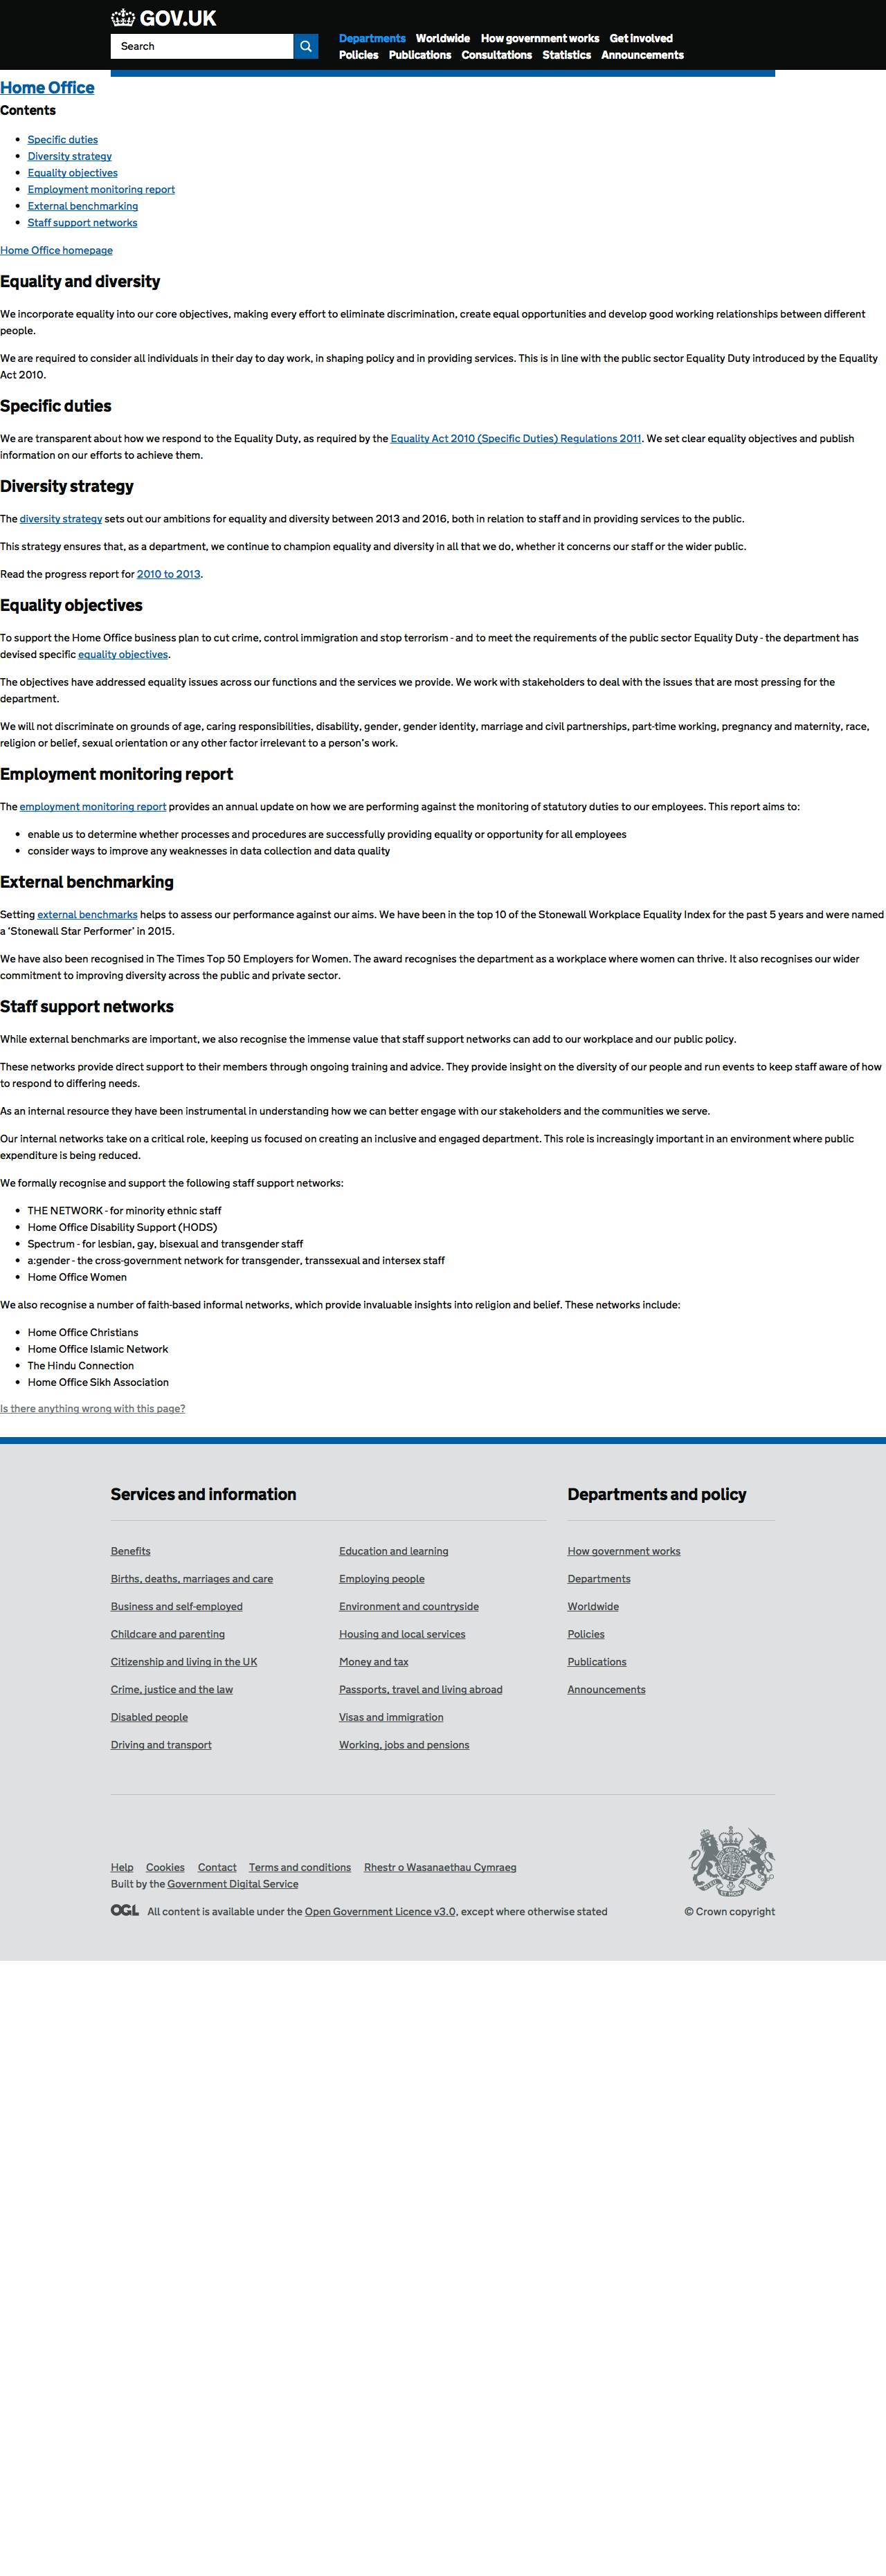 GOV.UK
Search
Departments Worldwide How government works Get involved
Policies Publications Consultations Statistics Announcements
Home Office
Contents
Specific duties
Diversity strategy
Equality objectives
Employment monitoring report
External benchmarking
Staff support networks
Home Office homepage
Equality and diversity
We incorporate equality into our core objectives, making every effort to eliminate discrimination, create equal opportunities and develop good working relationships between different
people.
We are required to consider all individuals in their day to day work, in shaping policy and in providing services. This is in line with the public sector Equality Duty introduced by the Equality
Act 2010.
Specific duties
We are transparent about how we respond to the Equality Duty, as required by the Equality Act 2010 (Specific Duties) Regulations 2011. We set clear equality objectives and publish
information on our efforts to achieve them.
Diversity strategy
The diversity strategy sets out our ambitions for equality and diversity between 2013 and 2016, both in relation to staff and in providing services to the public.
This strategy ensures that, as a department, we continue to champion equality and diversity in all that we do, whether it concerns our staff or the wider public.
Read the progress report for 2010 to 2013.
Equality objectives
To support the Home Office business plan to cut crime, control immigration and stop terrorism - and to meet the requirements of the public sector Equality Duty - the department has
devised specific equality objectives.
The objectives have addressed equality issues across our functions and the services we provide. We work with stakeholders to deal with the issues that are most pressing for the
department.
We will not discriminate on grounds of age, caring responsibilities, disability, gender, gender identity, marriage and civil partnerships, part-time working, pregnancy and maternity, race,
religion or belief, sexual orientation or any other factor irrelevant to a person's work.
Employment monitoring report
The employment monitoring report provides an annual update on how we are performing against the monitoring of statutory duties to our employees. This report aims to:
enable us to determine whether processes and procedures are successfully providing equality or opportunity for all employees
consider ways to improve any weaknesses in data collection and data quality
External benchmarking
Setting external benchmarks helps to assess our performance against our aims. We have been in the top 10 of the Stonewall Workplace Equality Index for the past 5 years and were named
a ‘Stonewall Star Performer’ in 2015.
We have also been recognised in The Times Top 50 Employers for Women. The award recognises the department as a workplace where women can thrive. It also recognises our wider
commitment to improving diversity across the public and private sector.
Staff support networks
While external benchmarks are important, we also recognise the immense value that staff support networks can add to our workplace and our public policy.
These networks provide direct support to their members through ongoing training and advice. They provide insight on the diversity of our people and run events to keep staff aware of how
to respond to differing needs.
As an internal resource they have been instrumental in understanding how we can better engage with our stakeholders and the communities we serve.
Our internal networks take on a critical role, keeping us focused on creating an inclusive and engaged department. This role is increasingly important in an environment where public
expenditure is being reduced.
We formally recognise and support the following staff support networks:
THE NETWORK - for minority ethnic staff
Home Office Disability Support (HODS)
Spectrum - for lesbian, gay, bisexual and transgender staff
a:gender - the cross-government network for transgender, transsexual and intersex staff
Home Office Women
We also recognise a number of faith-based informal networks, which provide invaluable insights into religion and belief. These networks include:
Home Office Christians
Home Office Islamic Network
The Hindu Connection
Home Office Sikh Association
Is there anything wrong with this page?
Services and information
Benefits
Births, deaths, marriages and care
Business and self-employed
Childcare and parenting
Citizenship and living in the UK
Crime, justice and the law
Disabled people
Driving and transport
Education and learning
Employing people
Environment and countryside
Housing and local services
Money and tax
Passports, travel and living abroad
Visas and immigration
Working, jobs and pensions
Departments and policy
How government works
Departments
Worldwide
Policies
Publications
Announcements
Help Cookies Contact Terms and conditions Rhestr o Wasanaethau Cymraeg
Built by the Government Digital Service
OGL All content is available under the Open Government Licence v3.0, except where otherwise stated
© Crown copyright